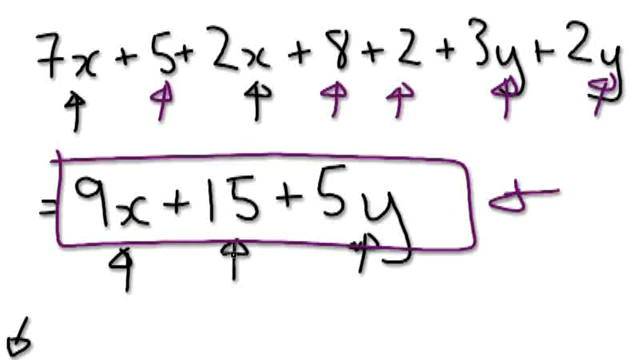 7x + 5 + 2x + 8 + 2 + 3y + 2y
= 9x + 15 + 5y